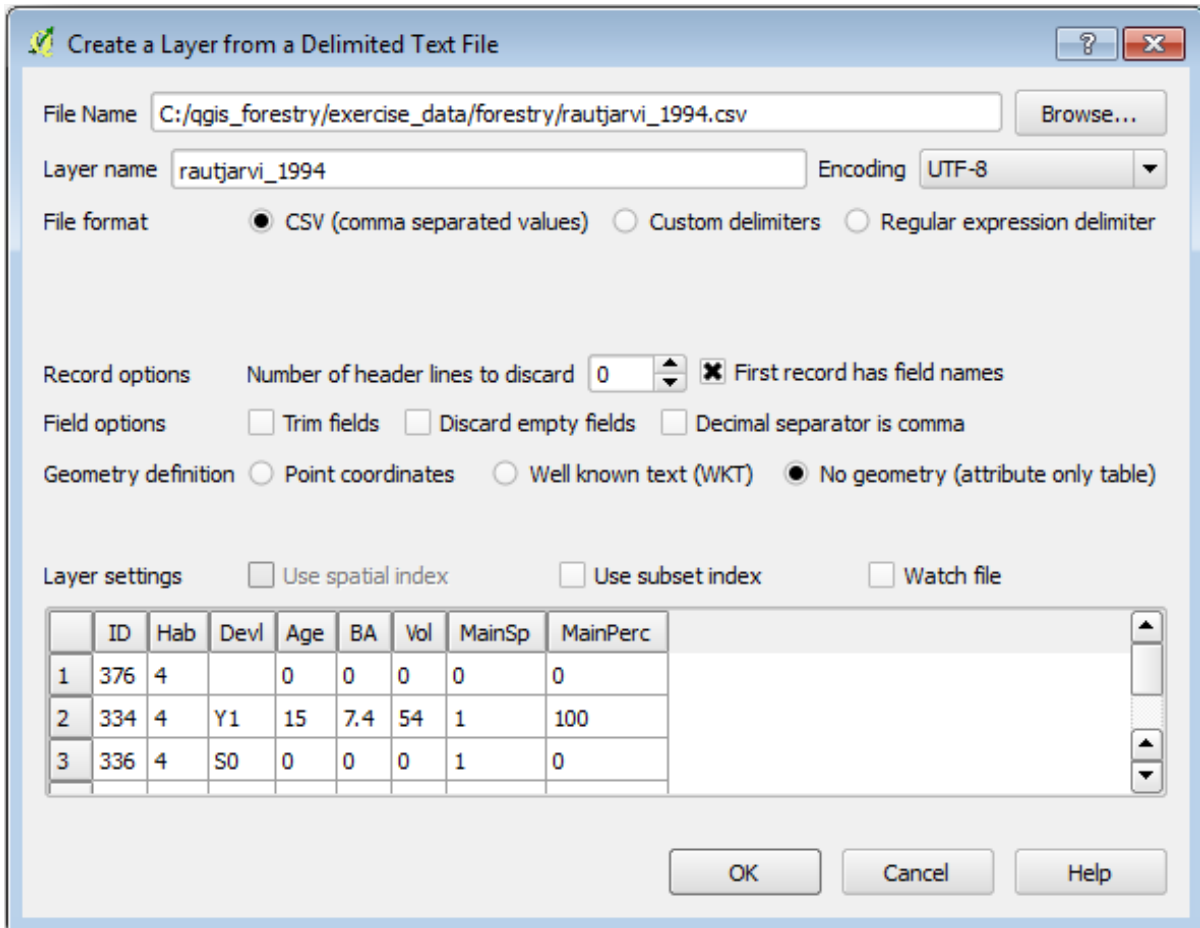 Create a Layer from a Delimited Text File
File Name C:/qgis_forestry/exercise_data/forestry/rautjarvi_1994.csv Browse...
Layer name rautjarvi_1994 Encoding UTF-8
File format CSV (comma separated values) Custom delimiters Regular expression delimiter
Record options Number of header lines to discard 0 First record has field names
Field options Trim fields Discard empty fields Decimal separator is comma
Geometry definition Point coordinates Well known text (WKT) No geometry (attribute only table)
Layer settings Use spatial index Use subset index Watch file
ID Hab Devl Age BA Vol MainSp MainPerc
1 376 4 0 0 0 0 0
2 334 4 Y1 15 7.4 54 1 100
3 336 4 S0 0 0 0 1 0
OK Cancel Help